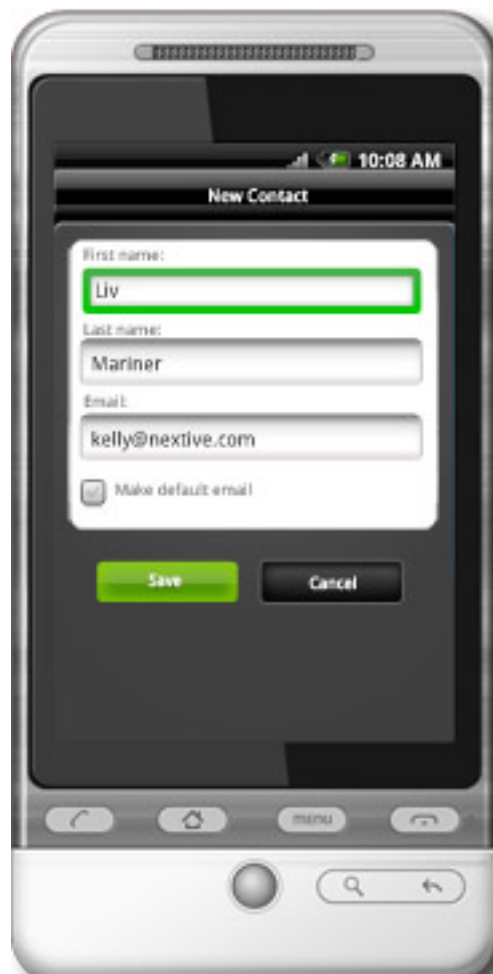 10:08 AM
New Contact
First name:
Liv
Last name:
Mariner
Email:
kelly@nextive.com
Make default email
Save
Cancel
menu